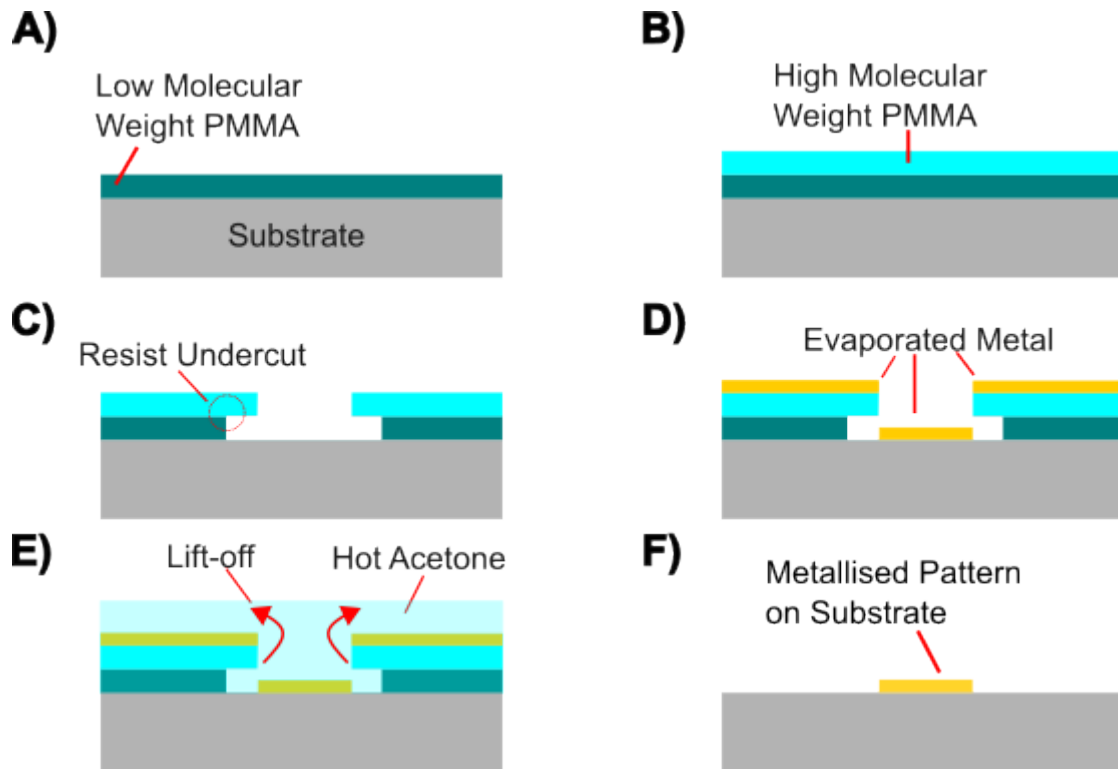 A)
Low Molecular
Weight PMMA
Substrate
B)
High Molecular
Weight PMMA
C)
Resist Undercut
D)
Evaporated Metal
E)
Lift-off
Hot Acetone
F)
Metallised Pattern
on Substrate